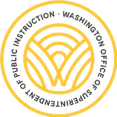 WASHINGTON OFFICE OF SUPERINTENDENT OF PUBLIC INSTRUCTION ·